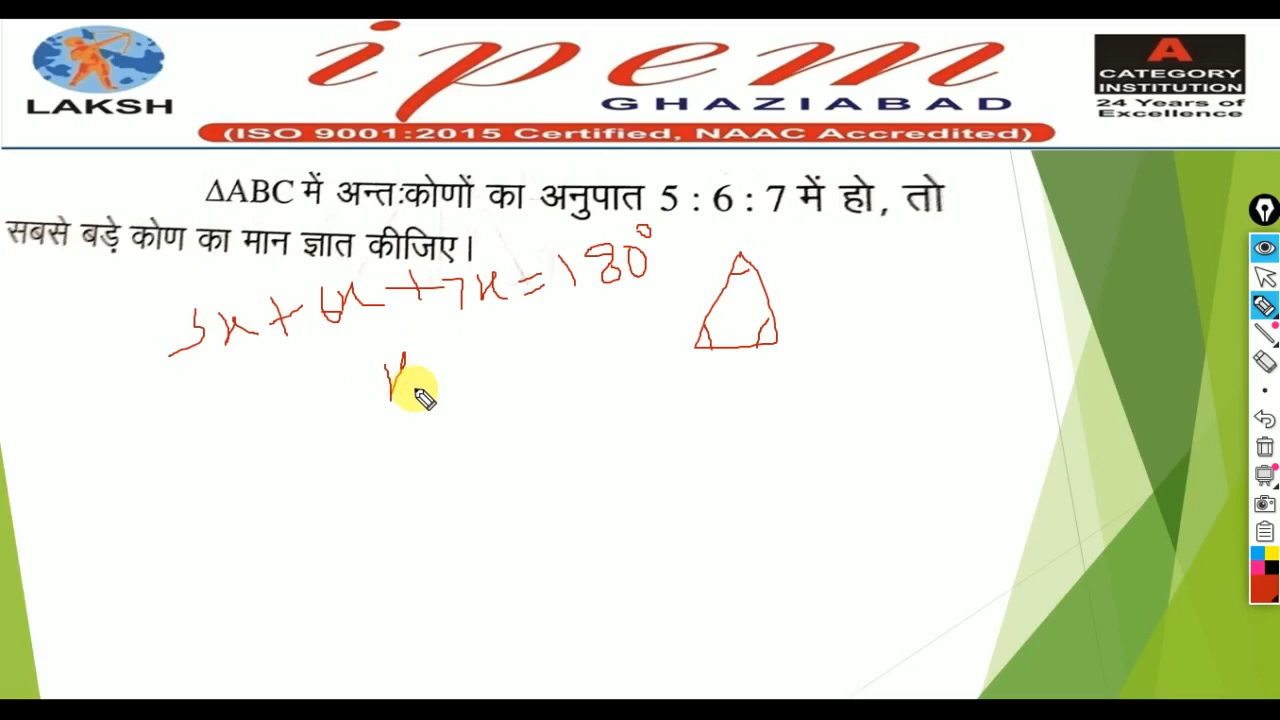 LAKSH
ipem
GHAZIABAD
(ISO 9001:2015 Certified, NAAC Accredited)
A
CATEGORY
INSTITUTION
24 Years of
Excellence
ΔABC में अन्तःकोणों का अनुपात 5 : 6 : 7 में हो, तो
सबसे बड़े कोण का मान ज्ञात कीजिए।
5x + 6x + 7x = 180°